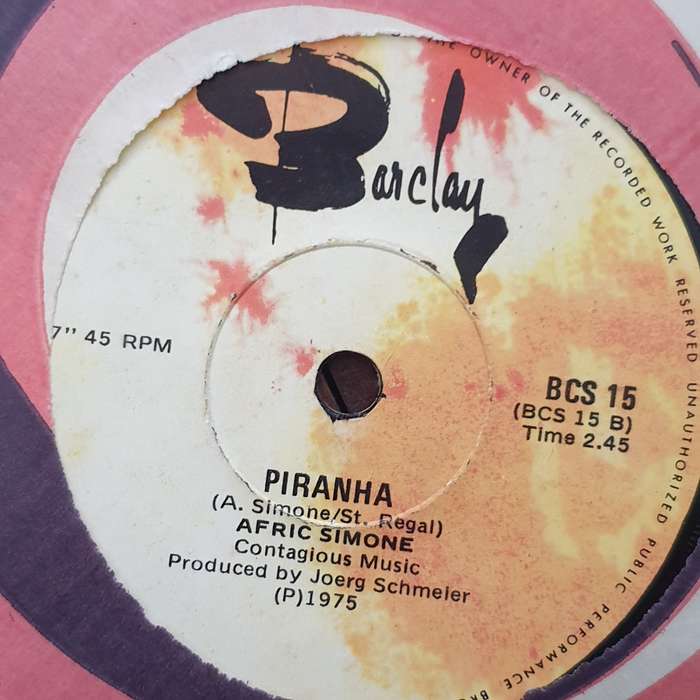 Barclay
THE OWNER OF THE RECORDED WORK RESERVED UNAUTHORIZED PUBLIC PERFORMANCE.
7" 45 RPM
BCS 15
(BCS 15 B)
Time 2.45
PIRANHA
(A. Simone/St. Regal)
AFRIC SIMONE
Contagious Music
Produced by Joerg Schmeier
(P)1975